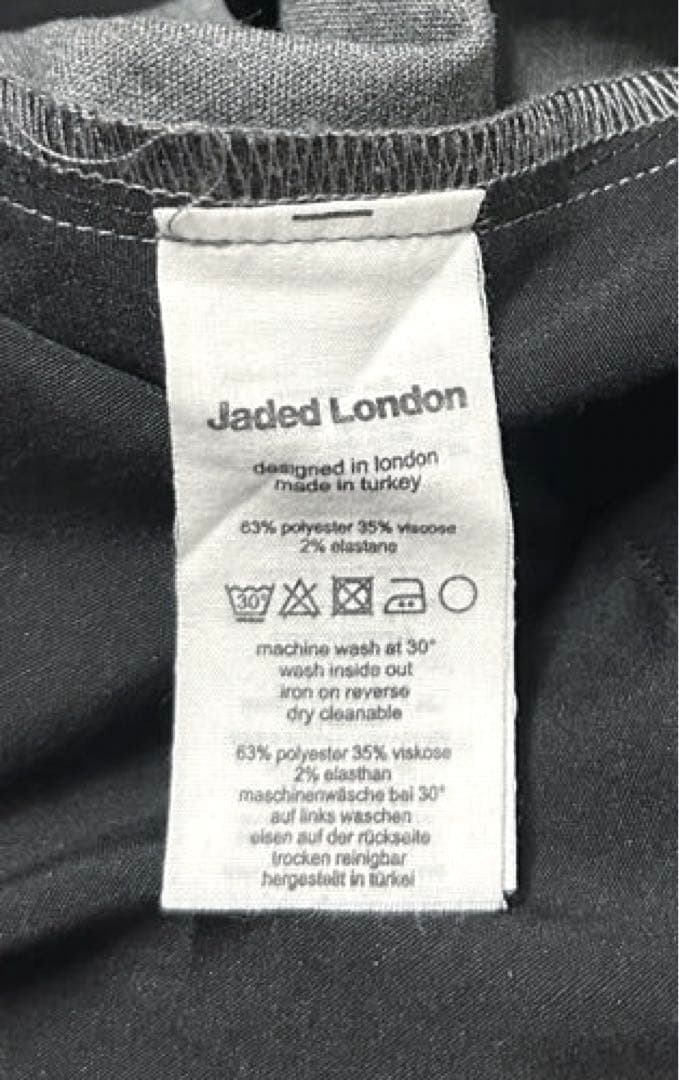 Jaded London
designed in london
made in turkey
63% polyester 35% viscose
2% elastane
30°
machine wash at 30°
wash inside out
iron on reverse
dry cleanable
63% polyester 35% viskose
2% elasthan
maschinenwäsche bei 30°
auf links waschen
eisen auf der rückseite
trocken reinigbar
hergestellt in türkei